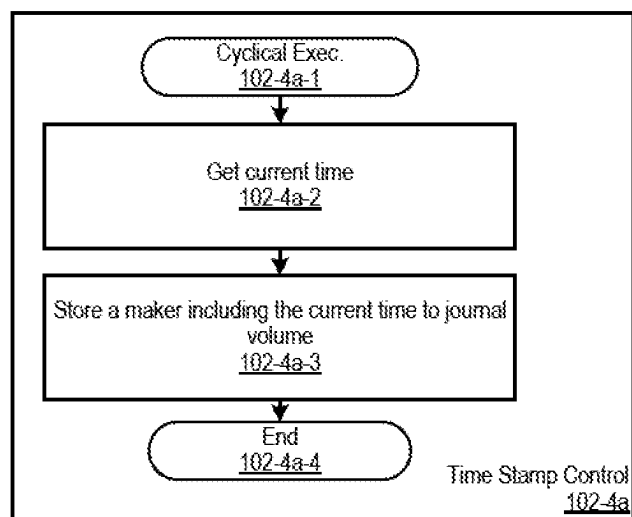 Cyclical Exec.
102-4a-1
Get current time
102-4a-2
Store a maker including the current time to journal
volume
102-4a-3
End
102-4a-4
Time Stamp Control
102-4a